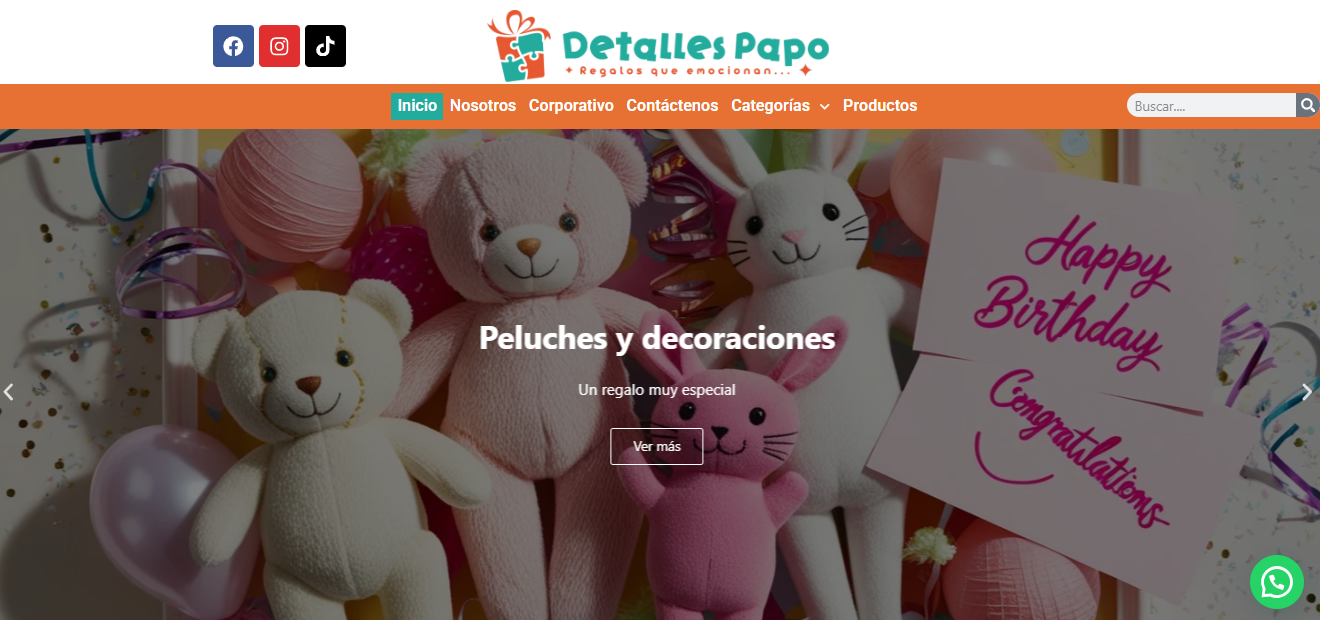 Detalles Papo
Regalos que emocionan...
Inicio Nosotros Corporativo Contáctenos Categorías Productos
Buscar....
Happy
Birthday
Congratslations
Peluches y decoraciones
Un regalo muy especial
Ver más